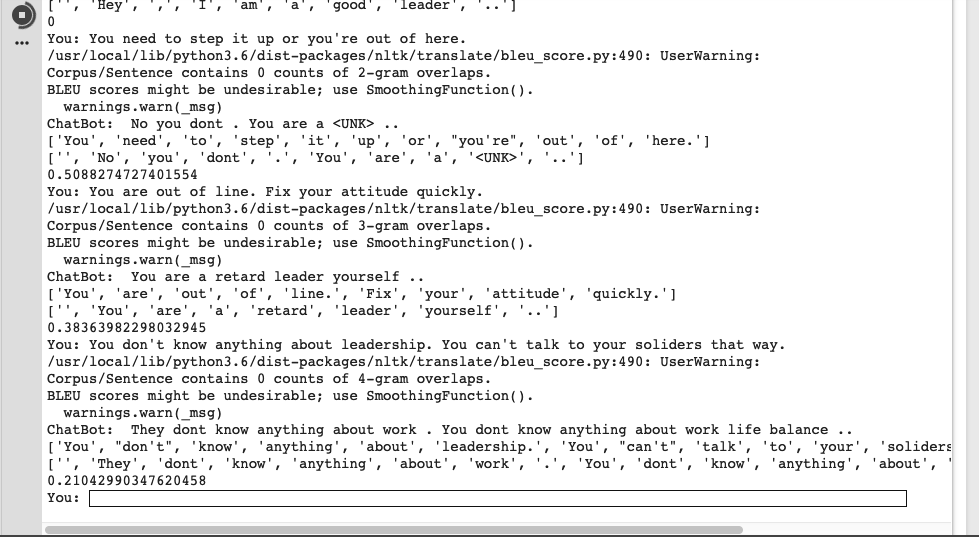 ['', 'Hey', ',', 'I', 'am', 'a', 'good', 'leader', '..']
0
You: You need to step it up or you're out of here.
/usr/local/lib/python3.6/dist-packages/nltk/translate/bleu_score.py:490: UserWarning:
Corpus/Sentence contains 0 counts of 2-gram overlaps.
BLEU scores might be undesirable; use SmoothingFunction().
  warnings.warn(_msg)
ChatBot:  No you dont . You are a <UNK> ..
['You', 'need', 'to', 'step', 'it', 'up', 'or', "you're", 'out', 'of', 'here.']
['', 'No', 'you', 'dont', '.', 'You', 'are', 'a', '<UNK>', '..']
0.5088274727401554
You: You are out of line. Fix your attitude quickly.
/usr/local/lib/python3.6/dist-packages/nltk/translate/bleu_score.py:490: UserWarning:
Corpus/Sentence contains 0 counts of 3-gram overlaps.
BLEU scores might be undesirable; use SmoothingFunction().
  warnings.warn(_msg)
ChatBot:  You are a retard leader yourself ..
['You', 'are', 'out', 'of', 'line.', 'Fix', 'your', 'attitude', 'quickly.']
['', 'You', 'are', 'a', 'retard', 'leader', 'yourself', '..']
0.38363982298032945
You: You don't know anything about leadership. You can't talk to your soliders that way.
/usr/local/lib/python3.6/dist-packages/nltk/translate/bleu_score.py:490: UserWarning:
Corpus/Sentence contains 0 counts of 4-gram overlaps.
BLEU scores might be undesirable; use SmoothingFunction().
  warnings.warn(_msg)
ChatBot:  They dont know anything about work . You dont know anything about work life balance ..
['You', "don't", 'know', 'anything', 'about', 'leadership.', 'You', "can't", 'talk', 'to', 'your', 'soliders
['', 'They', 'dont', 'know', 'anything', 'about', 'work', '.', 'You', 'dont', 'know', 'anything', 'about', '
0.21042990347620458
You: